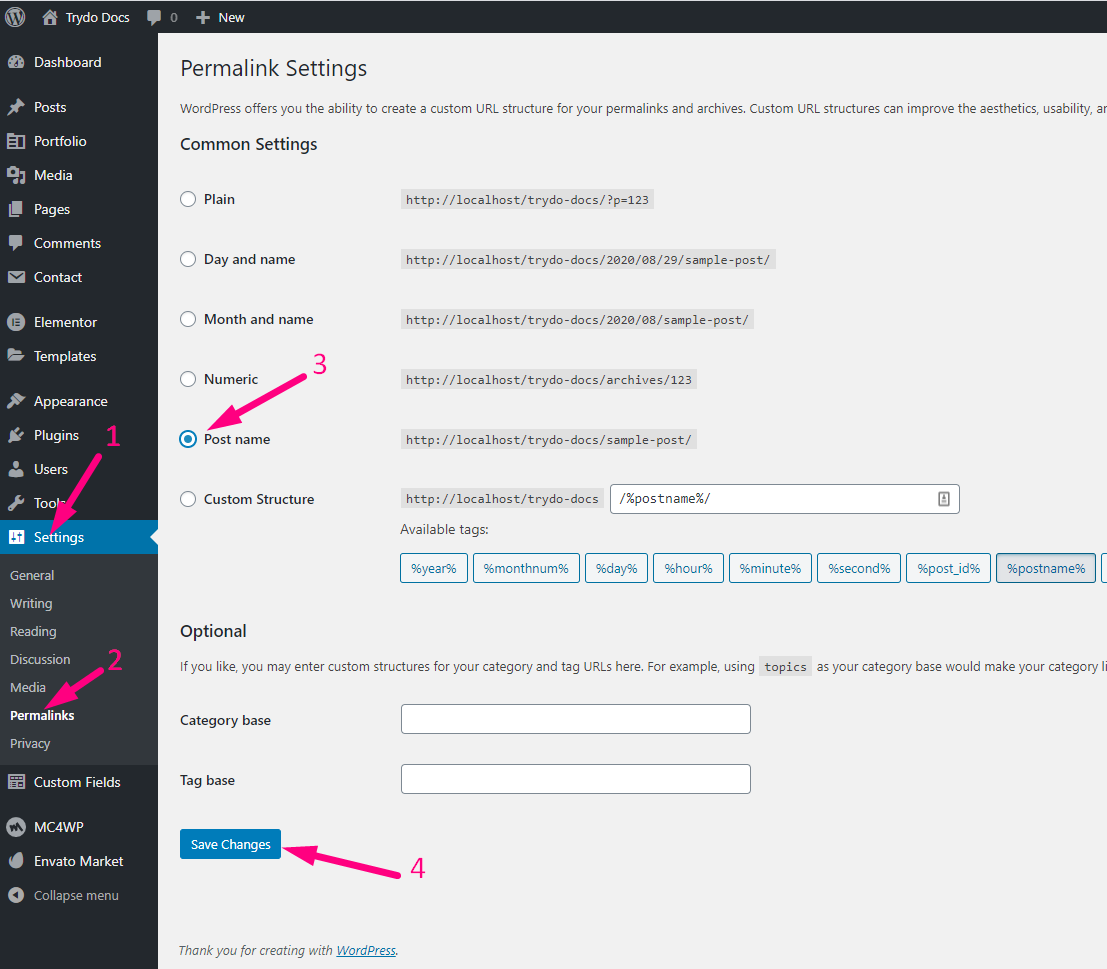 Trydo Docs 0 New
Dashboard
Posts
Portfolio
Media
Pages
Comments
Contact
Elementor
Templates
Appearance
Plugins
1
Users
Tools
Settings
General
Writing
Reading
Discussion
2
Media
Permalinks
Privacy
Custom Fields
MC4WP
Envato Market
Collapse menu
Permalink Settings
WordPress offers you the ability to create a custom URL structure for your permalinks and archives. Custom URL structures can improve the aesthetics, usability,
Common Settings
Plain http://localhost/trydo-docs/?p=123
Day and name http://localhost/trydo-docs/2020/08/29/sample-post/
Month and name http://localhost/trydo-docs/2020/08/sample-post/
3
Numeric http://localhost/trydo-docs/archives/123
Post name http://localhost/trydo-docs/sample-post/
Custom Structure http://localhost/trydo-docs /%postname%/
Available tags:
%year% %monthnum% %day% %hour% %minute% %second% %post_id% %postname%
Optional
If you like, you may enter custom structures for your category and tag URLs here. For example, using topics as your category base would make your category
Category base
Tag base
Save Changes
4
Thank you for creating with WordPress.